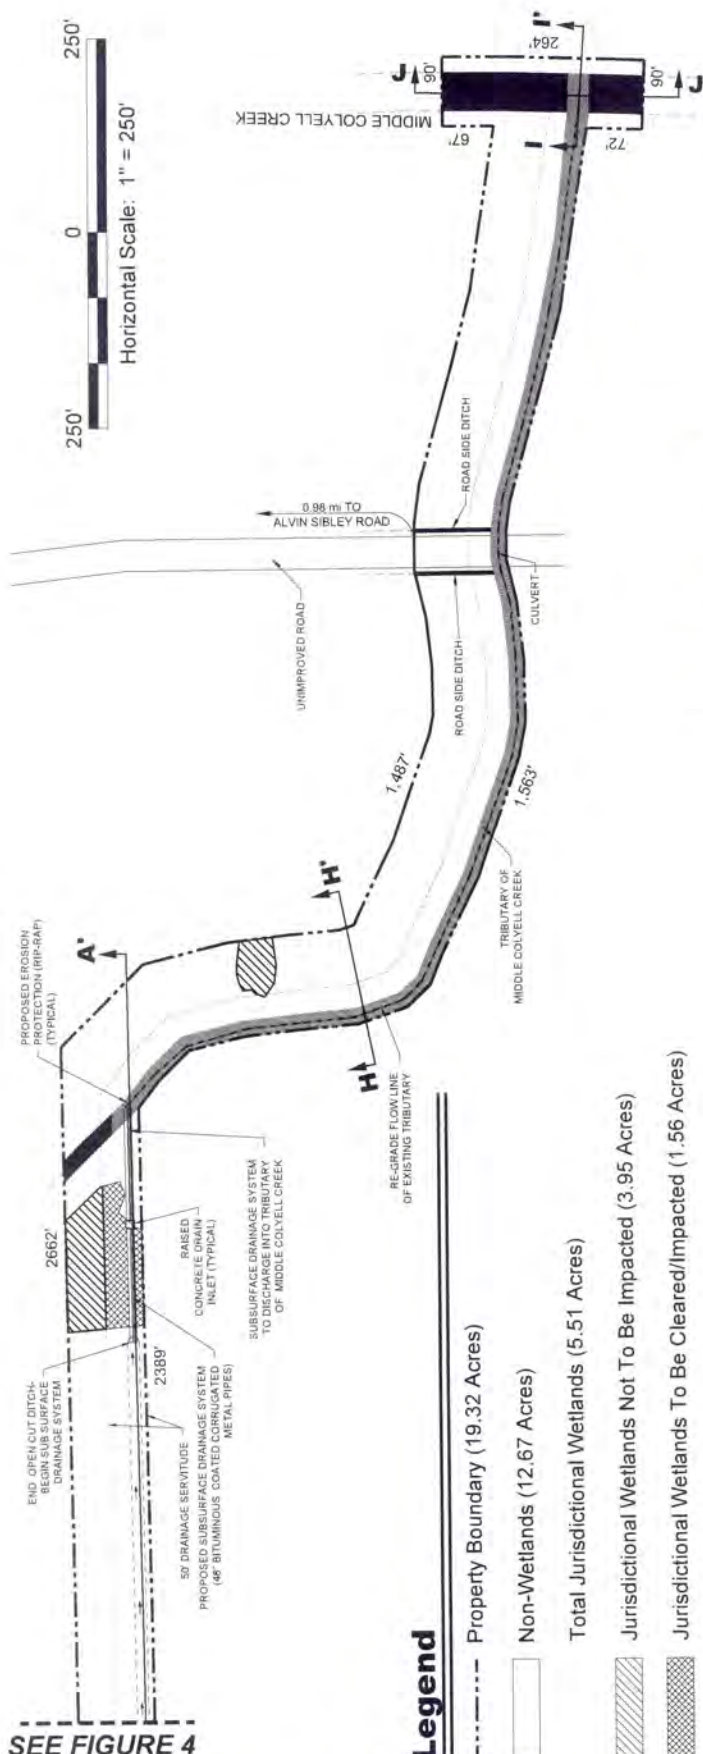 250'
0
250'
Horizontal Scale: 1" = 250'
SEE FIGURE 4
END OPEN CUT DITCH-
BEGIN SUB SURFACE
DRAINAGE SYSTEM
2662'
2389'
50' DRAINAGE SERVITUDE
PROPOSED SUBSURFACE DRAINAGE SYSTEM
(48" BITUMINOUS COATED CORRUGATED
METAL PIPES)
RAISED
CONCRETE DRAIN
INLET (TYPICAL)
SUBSURFACE DRAINAGE SYSTEM
TO DISCHARGE INTO TRIBUTARY
OF MIDDLE COLYELL CREEK
PROPOSED EROSION
PROTECTION (RIP-RAP)
(TYPICAL)
A'
H
H'
RE-GRADE FLOW LINE
OF EXISTING TRIBUTARY
1,487'
1,563'
TRIBUTARY OF
MIDDLE COLYELL CREEK
UNIMPROVED ROAD
0.98 mi TO
ALVIN SIBLEY ROAD
ROAD SIDE DITCH
ROAD SIDE DITCH
CULVERT
MIDDLE COLYELL CREEK
67'
72'
90'
90'
264'
I
I'
J
J'
Legend
Property Boundary (19.32 Acres)
Non-Wetlands (12.67 Acres)
Total Jurisdictional Wetlands (5.51 Acres)
Jurisdictional Wetlands Not To Be Impacted (3.95 Acres)
Jurisdictional Wetlands To Be Cleared/Impacted (1.56 Acres)